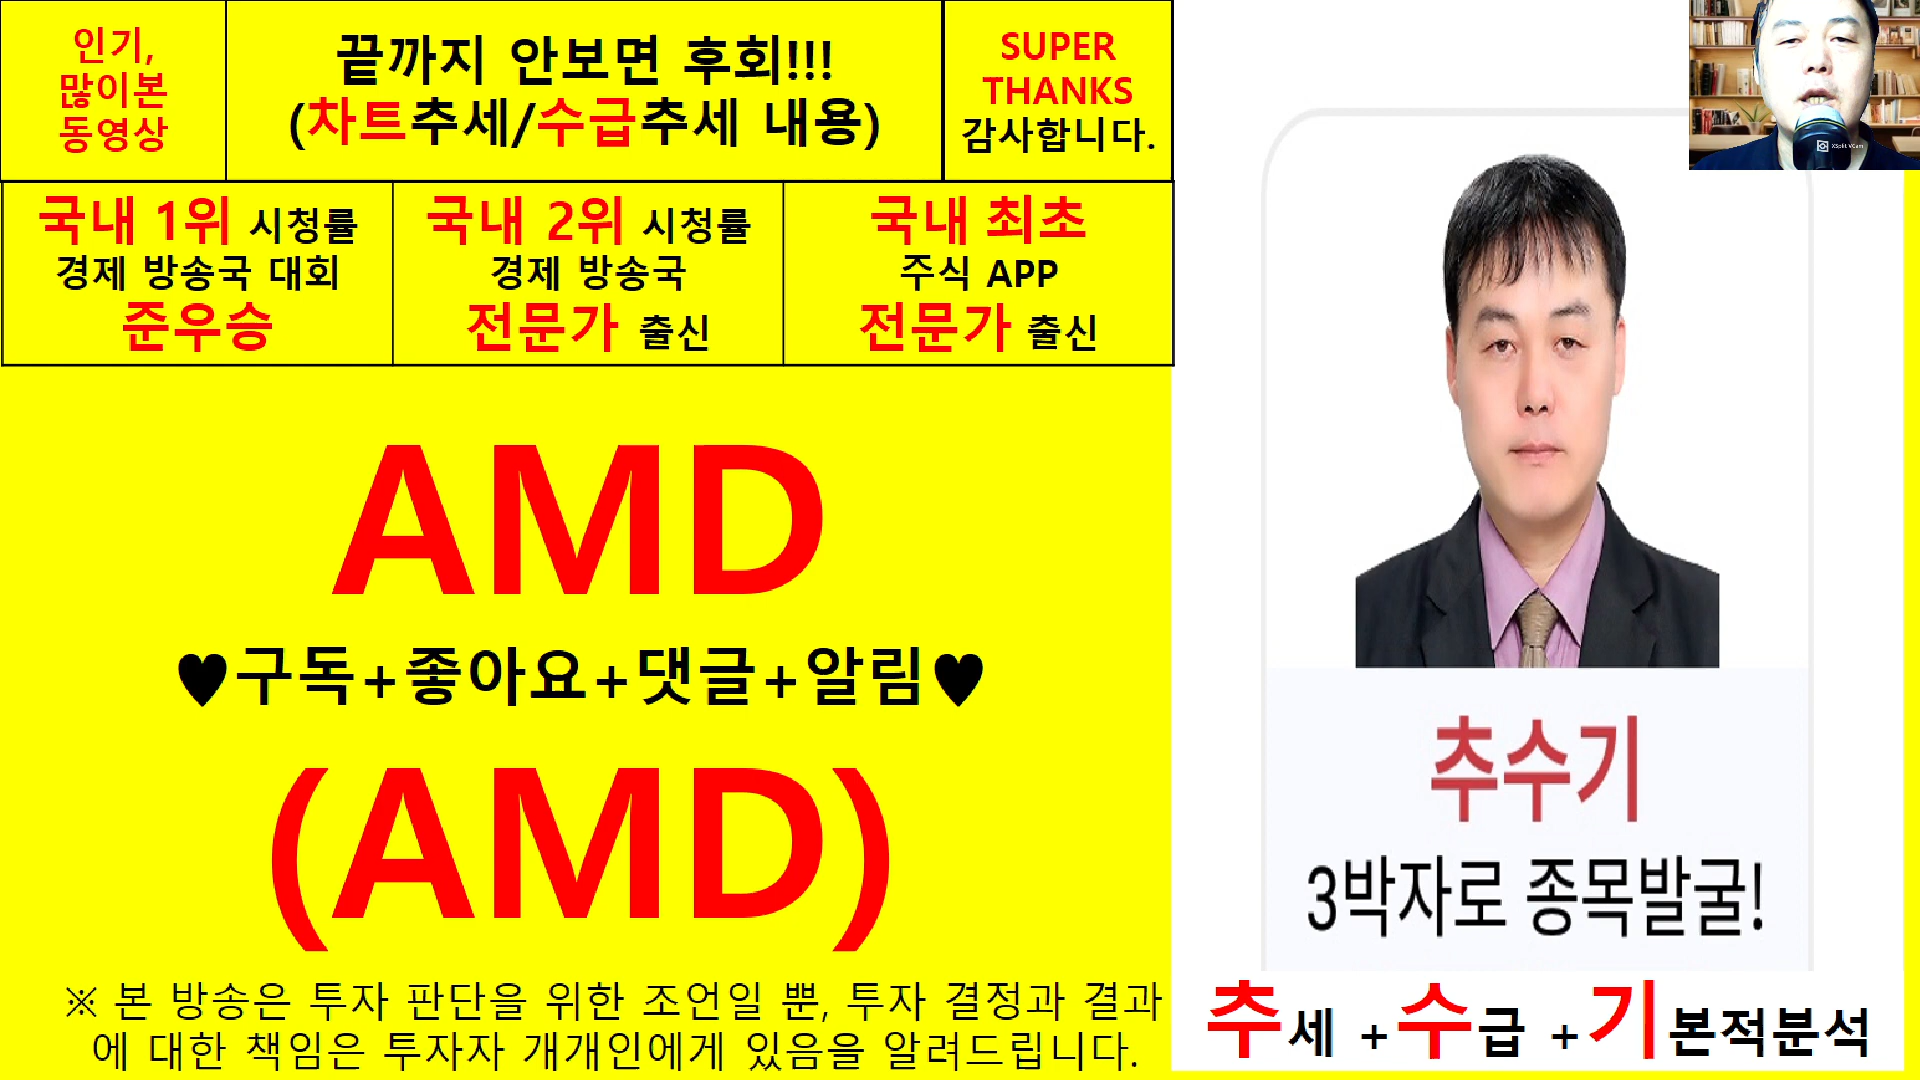 인기,
많이본
동영상
끝까지 안보면 후회!!!
(차트추세/수급추세 내용)
SUPER
THANKS
감사합니다.
국내 1위 시청률
경제 방송국 대회
준우승
국내 2위 시청률
경제 방송국
전문가 출신
국내 최초
주식 APP
전문가 출신
AMD
♥구독+좋아요+댓글+알림♥
(AMD)
※ 본 방송은 투자 판단을 위한 조언일 뿐, 투자 결정과 결과
에 대한 책임은 투자자 개개인에게 있음을 알려드립니다.
XSplit VCam
추수기
3박자로 종목발굴!
추세 +수급 +기본적분석